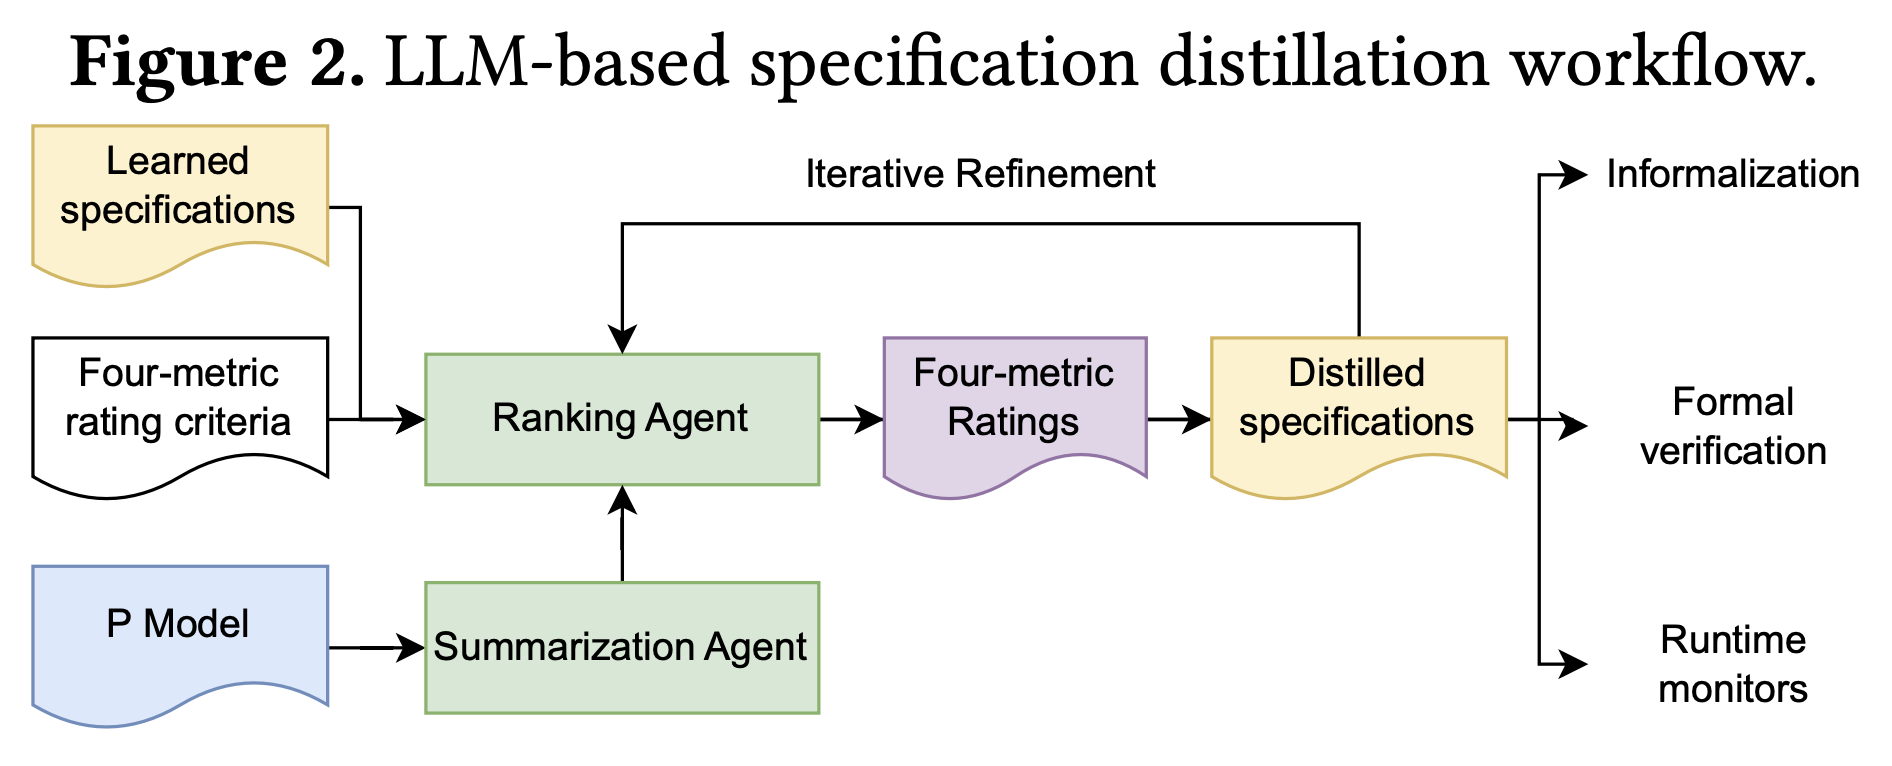 Figure 2. LLM-based specification distillation workflow.
Learned
specifications
Iterative Refinement
Informalization
Four-metric
rating criteria
Ranking Agent
Four-metric
Ratings
Distilled
specifications
Formal
verification
P Model
Summarization Agent
Runtime
monitors